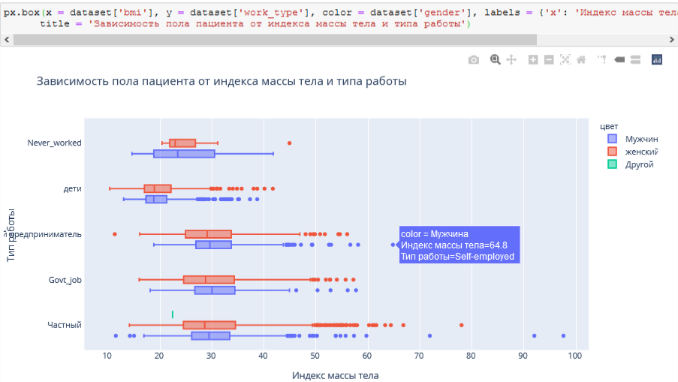 px.box(x = dataset['bmi'], y = dataset['work_type'], color = dataset['gender'], labels = {'x': 'Индекс массы тела
title = 'Зависимость пола пациента от индекса массы тела и типа работы')
Зависимость пола пациента от индекса массы тела и типа работы
цвет
Мужчин
женский
Другой
Never_worked
дети
предприниматель
Govt_job
Частный
Тип работы
color = Мужчина
Индекс массы тела=64.8
Тип работы=Self-employed
10 20 30 40 50 60 70 80 90 100
Индекс массы тела